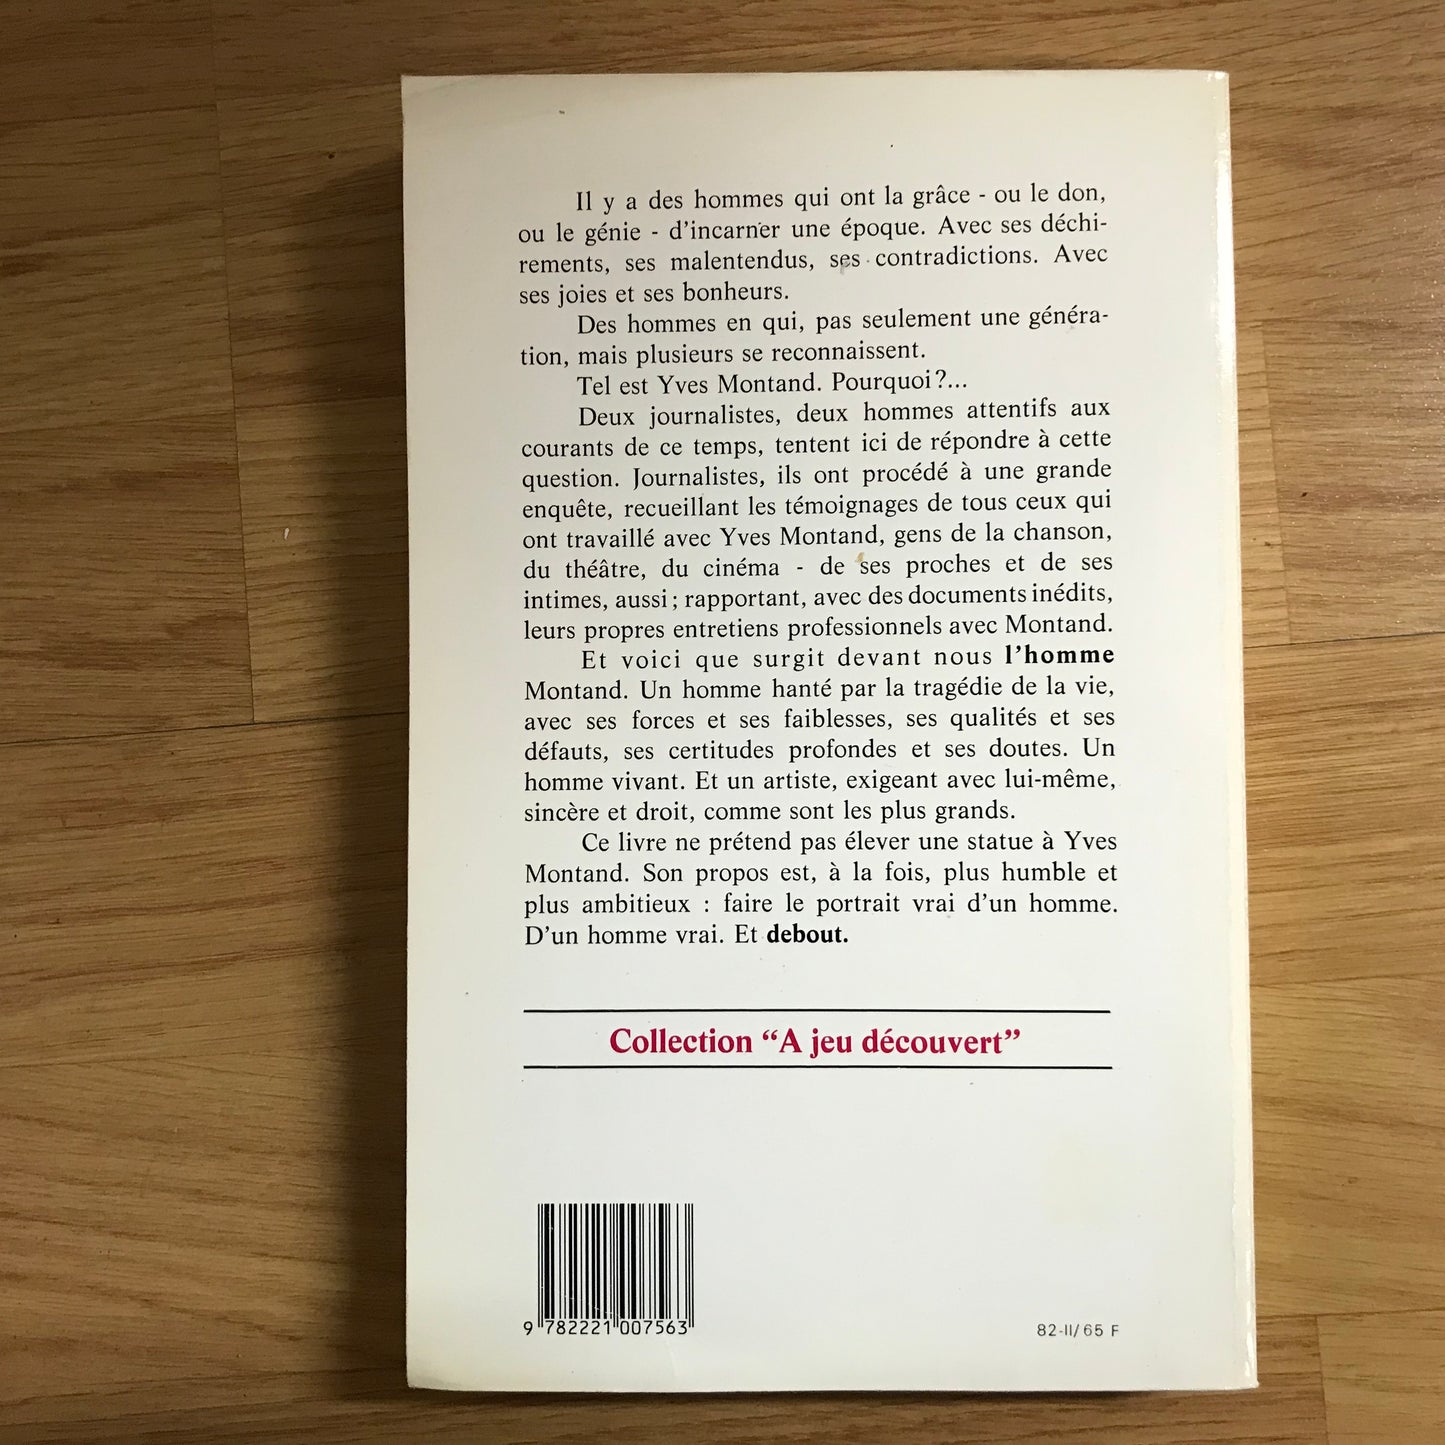 Il y a des hommes qui ont la grâce - ou le don,
ou le génie - d'incarner une époque. Avec ses déchi-
rements, ses malentendus, ses contradictions. Avec
ses joies et ses bonheurs.
Des hommes en qui, pas seulement une généra-
tion, mais plusieurs se reconnaissent.
Tel est Yves Montand. Pourquoi ?...
Deux journalistes, deux hommes attentifs aux
courants de ce temps, tentent ici de répondre à cette
question. Journalistes, ils ont procédé à une grande
enquête, recueillant les témoignages de tous ceux qui
ont travaillé avec Yves Montand, gens de la chanson,
du théâtre, du cinéma - de ses proches et de ses
intimes, aussi ; rapportant, avec des documents inédits,
leurs propres entretiens professionnels avec Montand.
Et voici que surgit devant nous l'homme
Montand. Un homme hanté par la tragédie de la vie,
avec ses forces et ses faiblesses, ses qualités et ses
défauts, ses certitudes profondes et ses doutes. Un
homme vivant. Et un artiste, exigeant avec lui-même,
sincère et droit, comme sont les plus grands.
Ce livre ne prétend pas élever une statue à Yves
Montand. Son propos est, à la fois, plus humble et
plus ambitieux : faire le portrait vrai d'un homme.
D'un homme vrai. Et debout.
Collection “A jeu découvert”
9 782221 007563
82-II/65 F